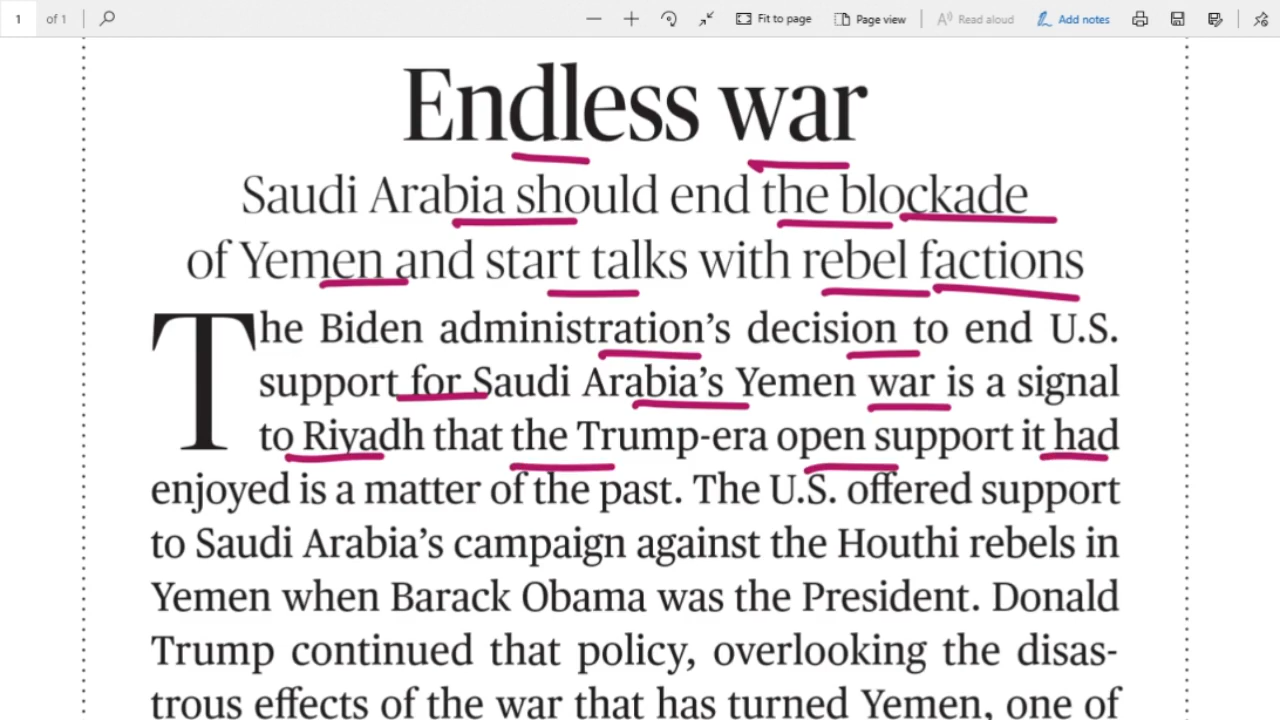 1 of 1 Fit to page Page view Read aloud Add notes
Endless war
Saudi Arabia should end the blockade
of Yemen and start talks with rebel factions
The Biden administration’s decision to end U.S.
support for Saudi Arabia’s Yemen war is a signal
to Riyadh that the Trump-era open support it had
enjoyed is a matter of the past. The U.S. offered support
to Saudi Arabia’s campaign against the Houthi rebels in
Yemen when Barack Obama was the President. Donald
Trump continued that policy, overlooking the disas-
trous effects of the war that has turned Yemen, one of